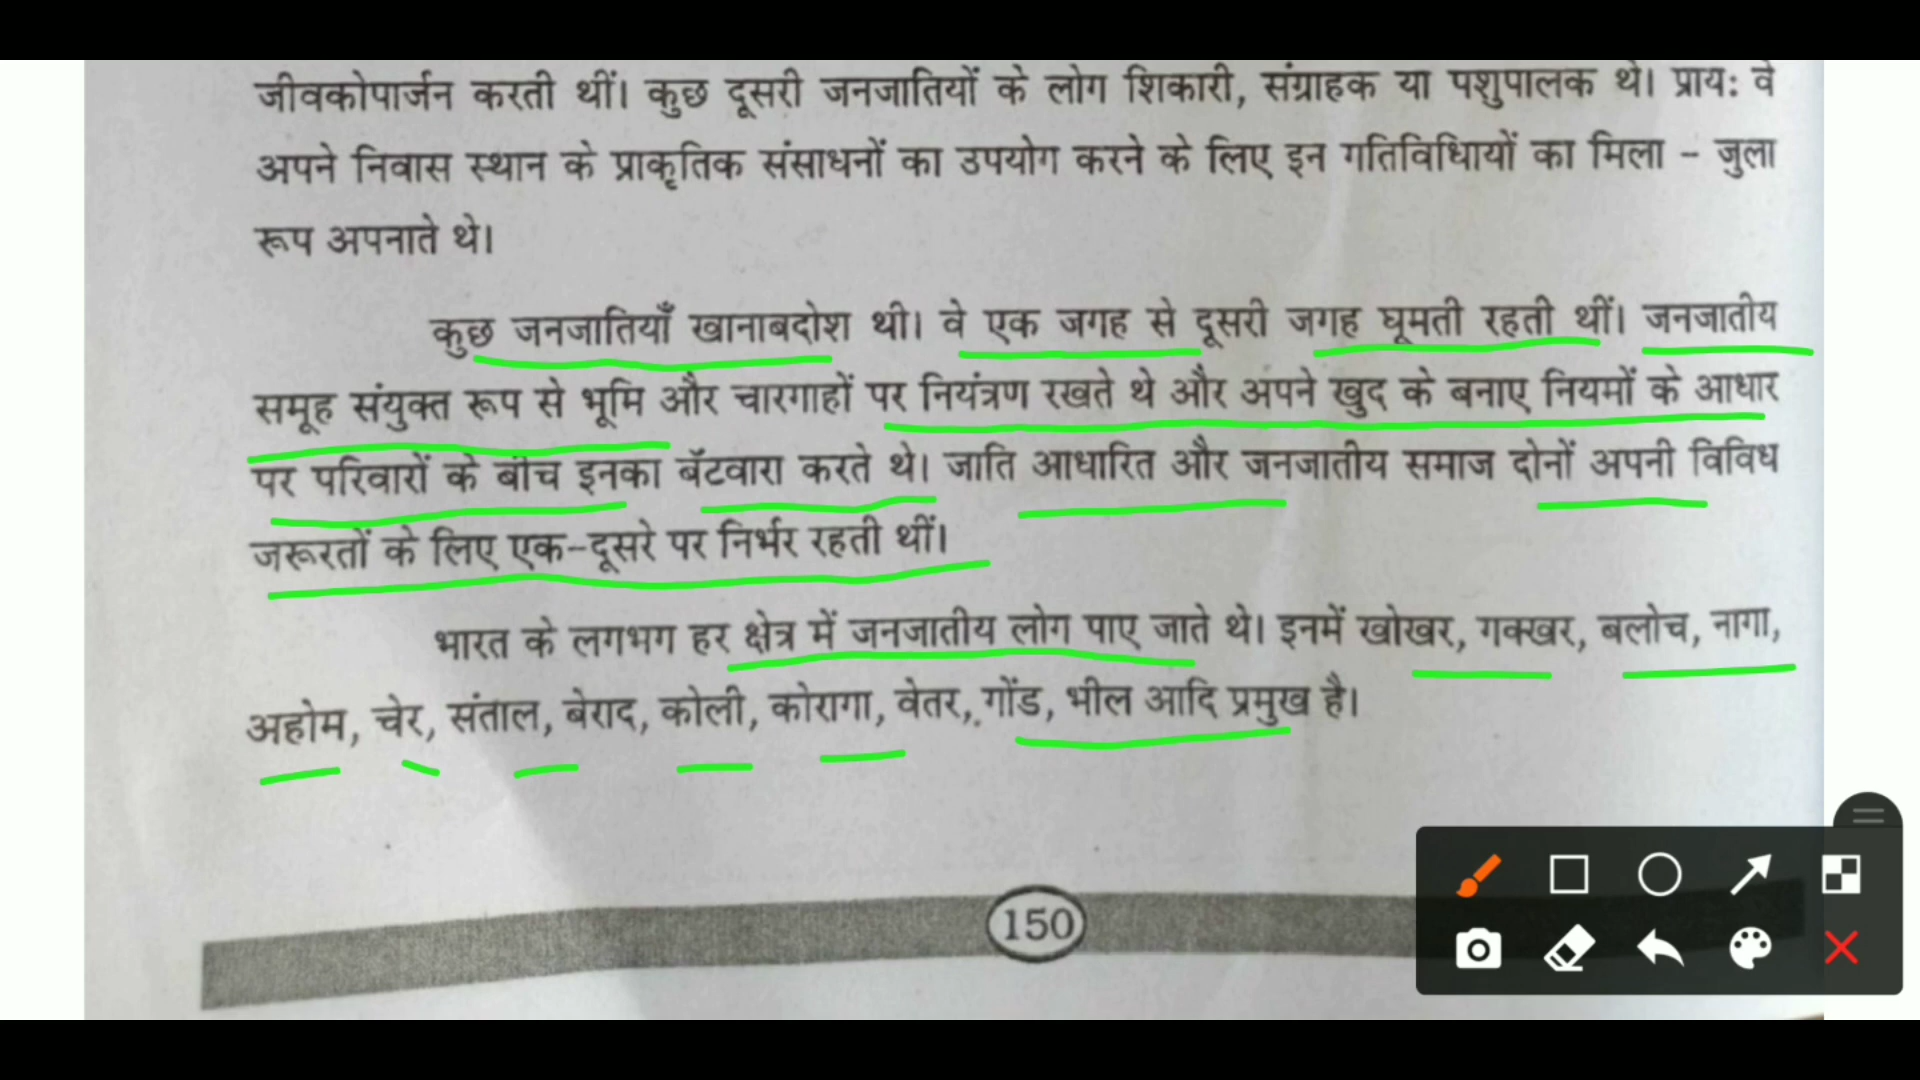 जीवकोपार्जन करती थीं। कुछ दूसरी जनजातियों के लोग शिकारी, संग्राहक या पशुपालक थे। प्राय: वे
अपने निवास स्थान के प्राकृतिक संसाधनों का उपयोग करने के लिए इन गतिविधिायों का मिला - जुला
रूप अपनाते थे।
कुछ जनजातियाँ खानाबदोश थी। वे एक जगह से दूसरी जगह घूमती रहती थीं। जनजातीय
समूह संयुक्त रूप से भूमि और चारगाहों पर नियंत्रण रखते थे और अपने खुद के बनाए नियमों के आधार
पर परिवारों के बीच इनका बॅटवारा करते थे। जाति आधारित और जनजातीय समाज दोनों अपनी विविध
जरूरतों के लिए एक-दूसरे पर निर्भर रहती थीं।
भारत के लगभग हर क्षेत्र में जनजातीय लोग पाए जाते थे। इनमें खोखर, गक्खर, बलोच, नागा,
अहोम, चेर, संताल, बेराद, कोली, कोरागा, वेतर, गोंड, भील आदि प्रमुख है।
150